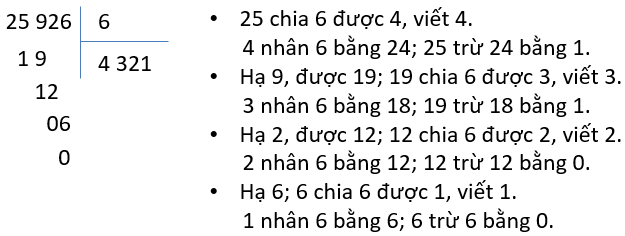 25 926 6
1 9 4 321
12
06
0
• 25 chia 6 được 4, viết 4.
4 nhân 6 bằng 24; 25 trừ 24 bằng 1.
• Hạ 9, được 19; 19 chia 6 được 3, viết 3.
3 nhân 6 bằng 18; 19 trừ 18 bằng 1.
• Hạ 2, được 12; 12 chia 6 được 2, viết 2.
2 nhân 6 bằng 12; 12 trừ 12 bằng 0.
• Hạ 6; 6 chia 6 được 1, viết 1.
1 nhân 6 bằng 6; 6 trừ 6 bằng 0.